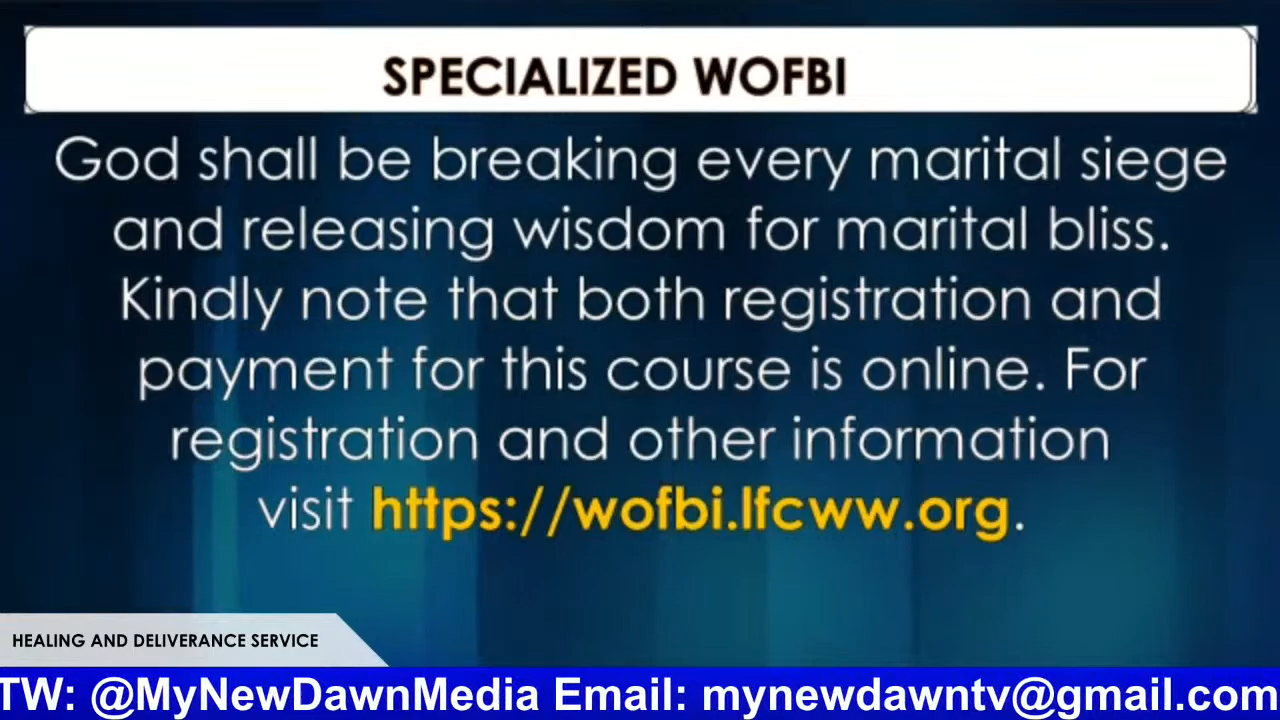 SPECIALIZED WOFBI
God shall be breaking every marital siege
and releasing wisdom for marital bliss.
Kindly note that both registration and
payment for this course is online. For
registration and other information
visit https://wofbi.lfcww.org.
HEALING AND DELIVERANCE SERVICE
TW: @MyNewDawnMedia Email: mynewdawntv@gmail.com